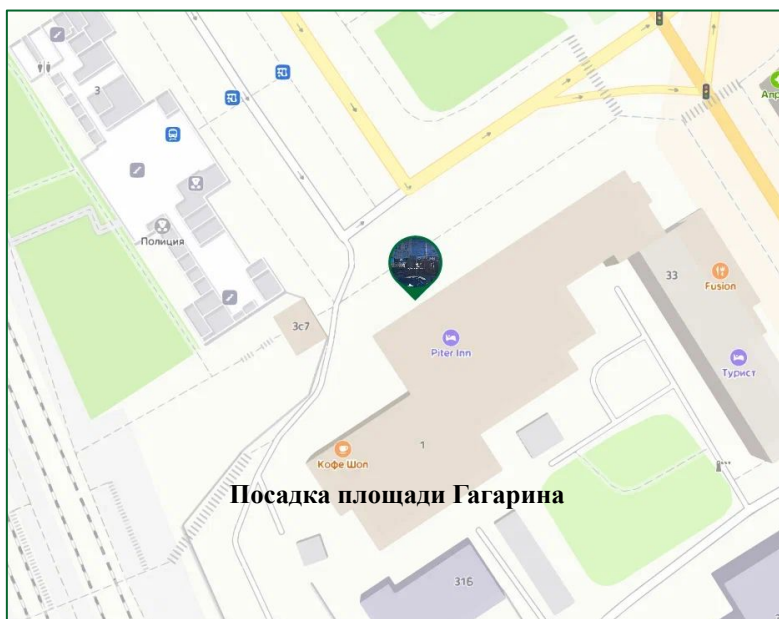 3
Апр
Полиция
33
Fusion
3с7
Piter Inn
Турист
1
Кофе Шоп
Посадка площади Гагарина
31Б